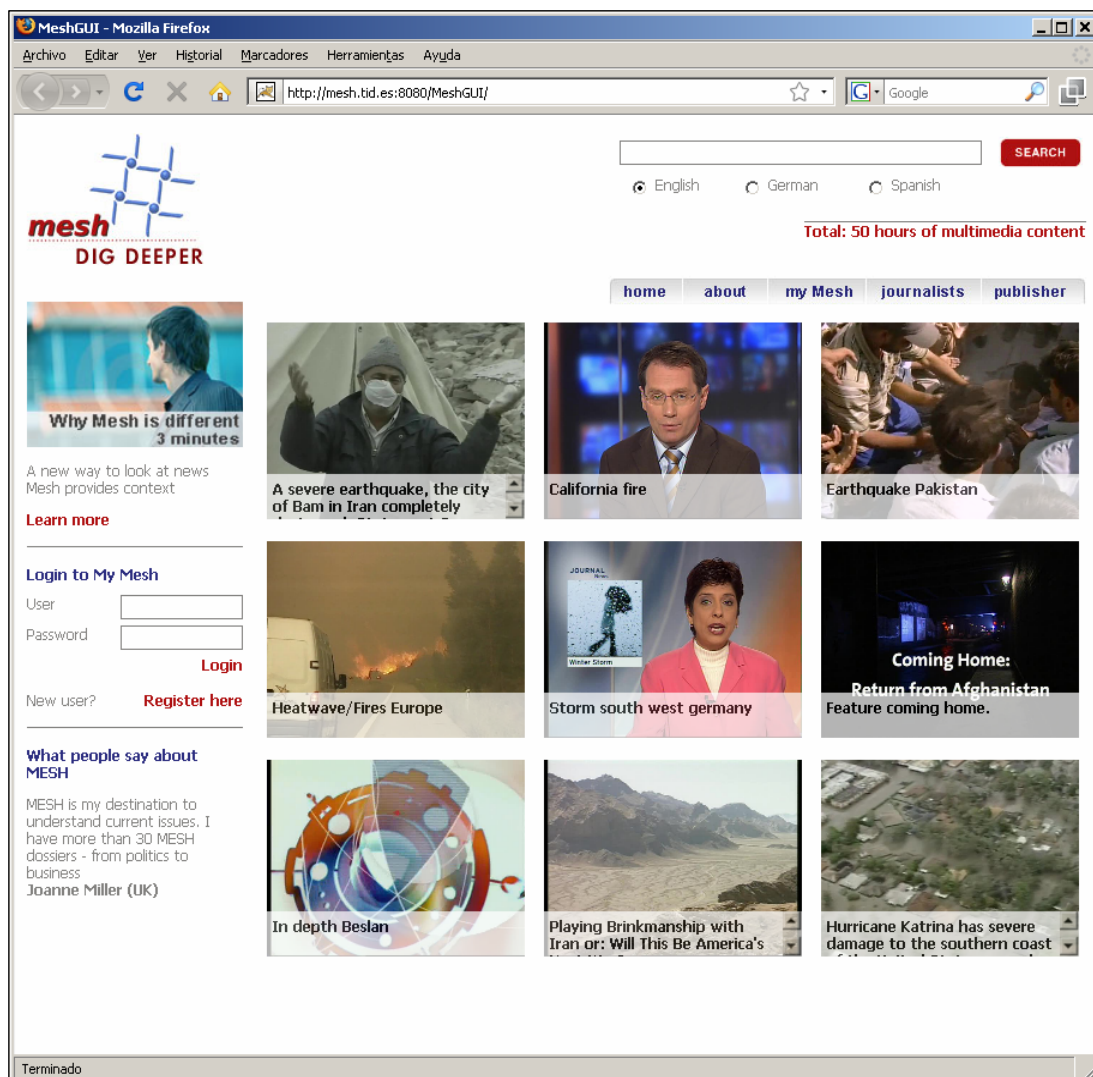 MeshGUI - Mozilla Firefox
Archivo Editar Ver Historial Marcadores Herramientas Ayuda
http://mesh.tid.es:8080/MeshGUI/
G Google
SEARCH
English German Spanish
mesh
DIG DEEPER
Total: 50 hours of multimedia content
home about my Mesh journalists publisher
Why Mesh is different
3 minutes
A new way to look at news
Mesh provides context
Learn more
Login to My Mesh
User
Password
Login
New user? Register here
What people say about
MESH
MESH is my destination to
understand current issues. I
have more than 30 MESH
dossiers - from politics to
business
Joanne Miller (UK)
A severe earthquake, the city
of Bam in Iran completely
California fire
Earthquake Pakistan
Heatwave/Fires Europe
JOURNAL
News
Winter Storm
Storm south west germany
Coming Home:
Return from Afghanistan
Feature coming home.
In depth Beslan
Playing Brinkmanship with
Iran or: Will This Be America's
Hurricane Katrina has severe
damage to the southern coast
Terminado